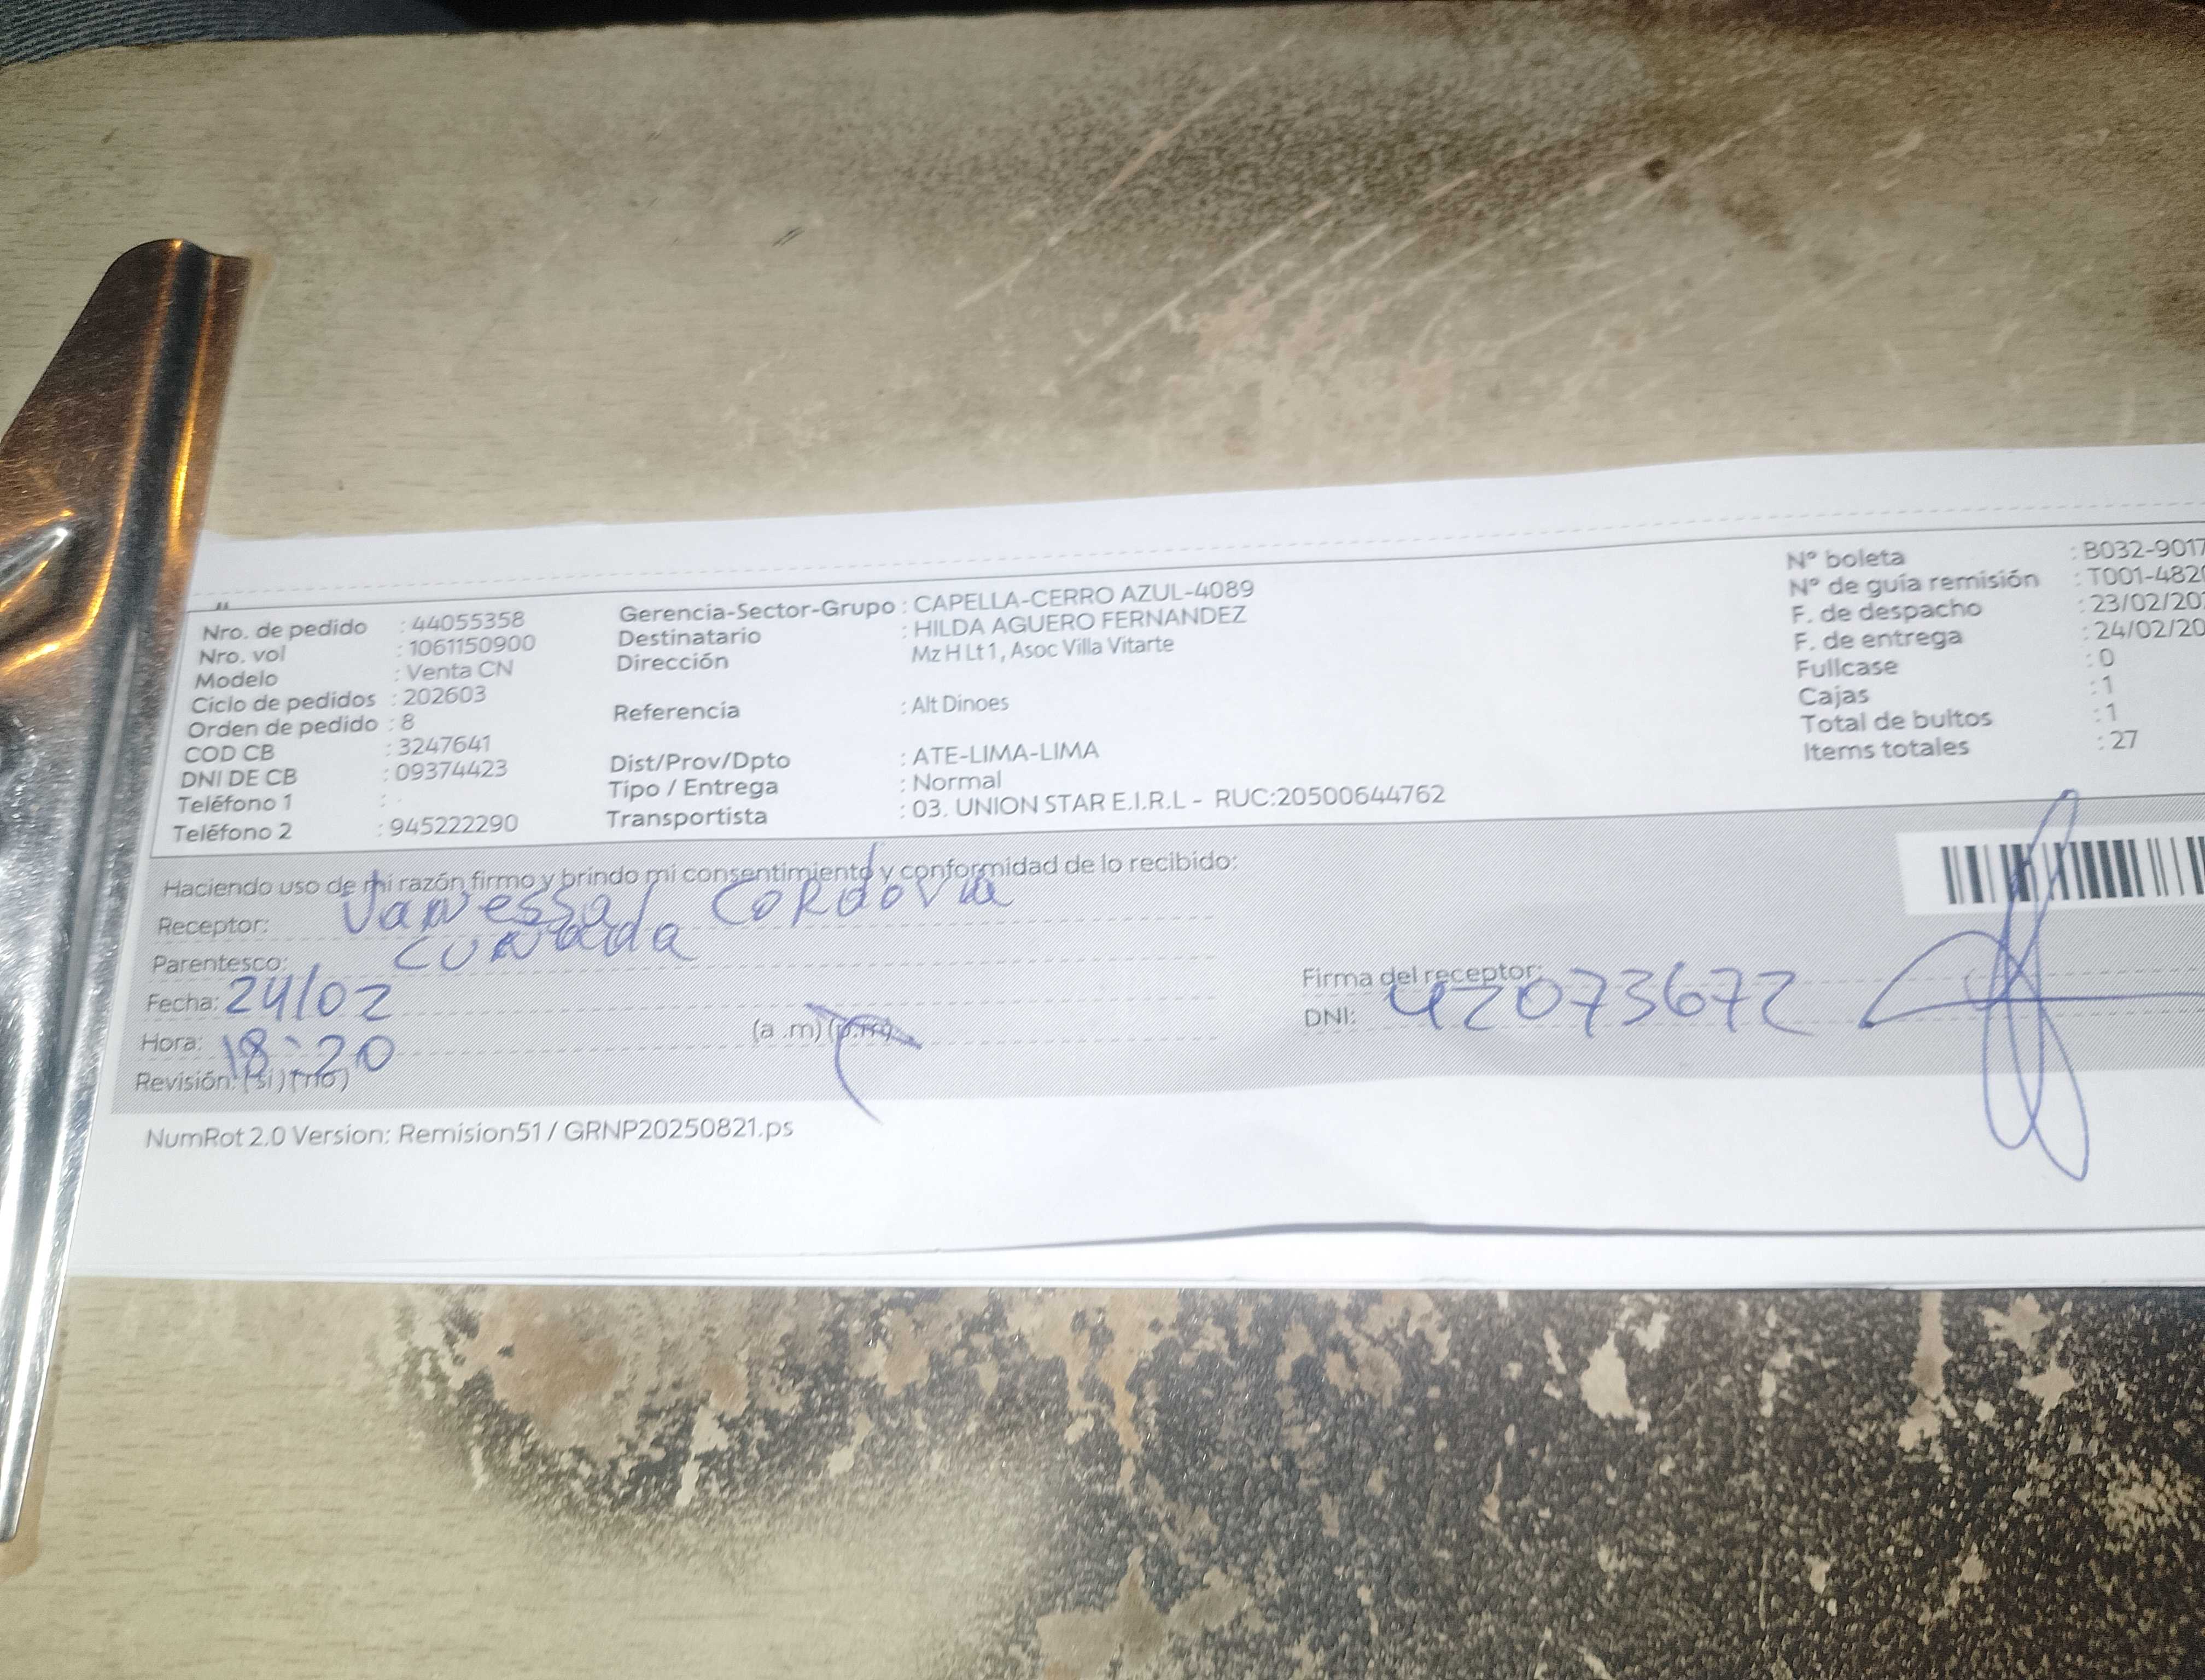 Nro. de pedido : 44055358
Nro. vol : 1061150900
Modelo : Venta CN
Ciclo de pedidos : 202603
Orden de pedido : 8
COD CB : 3247641
DNI DE CB : 09374423
Teléfono 1 :
Teléfono 2 : 945222290
Gerencia-Sector-Grupo : CAPELLA-CERRO AZUL-4089
Destinatario : HILDA AGUERO FERNANDEZ
Dirección Mz H Lt 1, Asoc Villa Vitarte
Referencia : Alt Dinoes
Dist/Prov/Dpto : ATE-LIMA-LIMA
Tipo / Entrega : Normal
Transportista : 03. UNION STAR E.I.R.L - RUC:20500644762
N° boleta : B032-9017
N° de guía remisión : T001-482
F. de despacho : 23/02/20
F. de entrega : 24/02/20
Fullcase : 0
Cajas : 1
Total de bultos : 1
Items totales : 27
Haciendo uso de mi razón firmo y brindo mi consentimiento y conformidad de lo recibido:
Receptor: Vanessa Cordova
Parentesco: cuñada
Fecha: 24/02
Hora: 18:20 (a .m) (p.m)
Revisión: (si) (no)
Firma del receptor:
DNI: 42073672
NumRot 2.0 Version: Remision51 / GRNP20250821.ps